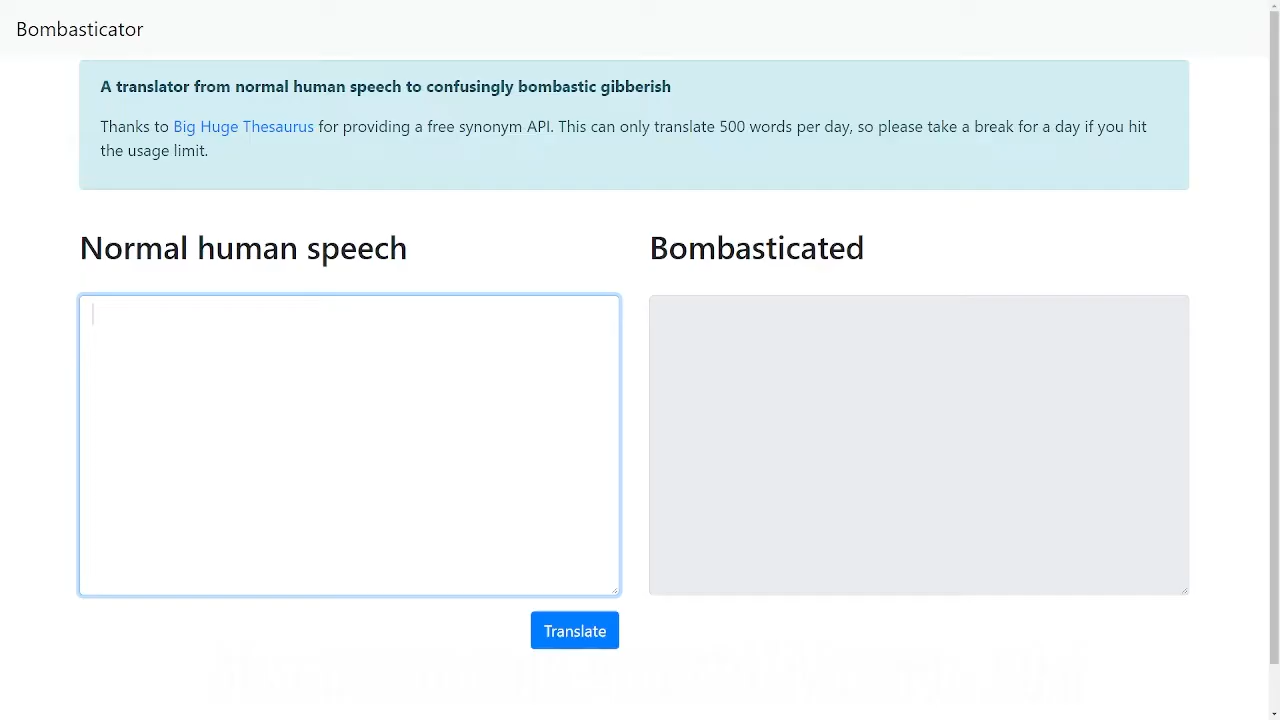 Bombasticator
A translator from normal human speech to confusingly bombastic gibberish
Thanks to Big Huge Thesaurus for providing a free synonym API. This can only translate 500 words per day, so please take a break for a day if you hit
the usage limit.
Normal human speech
Bombasticated
Translate